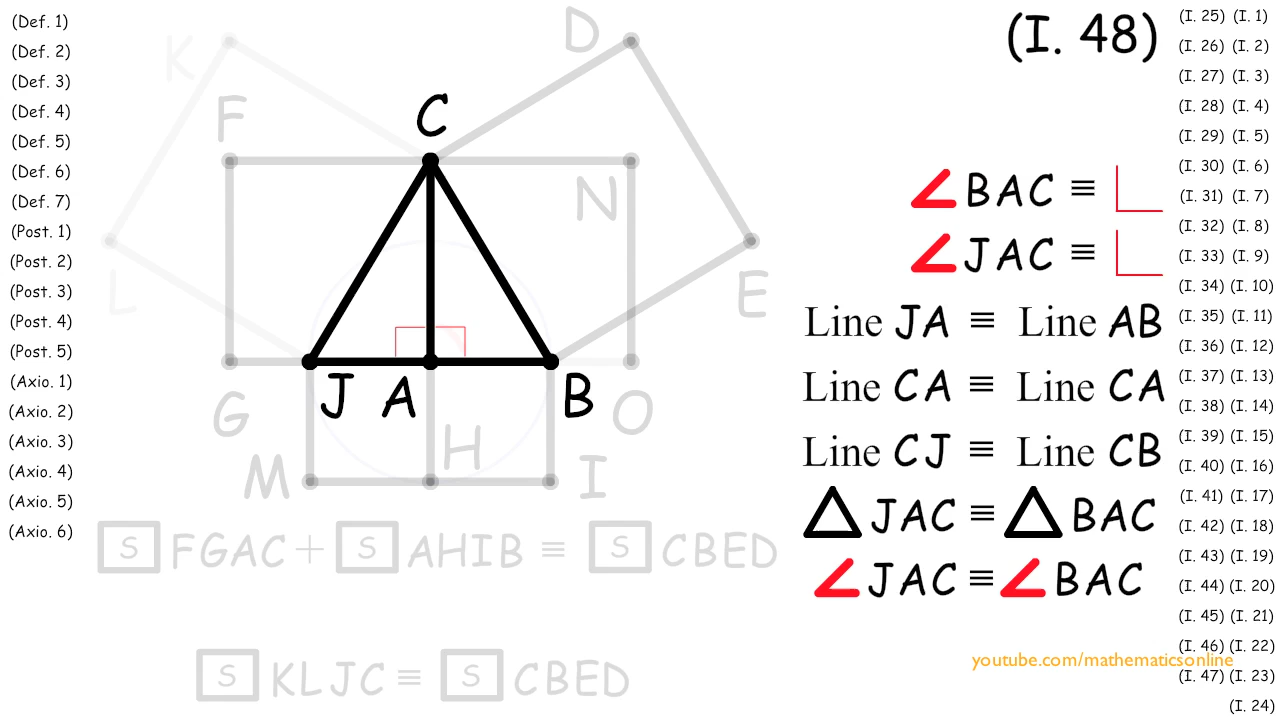 (Def. 1)
(Def. 2)
(Def. 3)
(Def. 4)
(Def. 5)
(Def. 6)
(Def. 7)
(Post. 1)
(Post. 2)
(Post. 3)
(Post. 4)
(Post. 5)
(Axio. 1)
(Axio. 2)
(Axio. 3)
(Axio. 4)
(Axio. 5)
(Axio. 6)
K
D
F
C
N
L
E
G
J A
B
O
M
H
I
S FGAC + S AHIB ≡ S CBED
S KLJC ≡ S CBED
(I. 48)
∠BAC ≡
∠JAC ≡
Line JA ≡ Line AB
Line CA ≡ Line CA
Line CJ ≡ Line CB
△JAC ≡ △BAC
∠JAC ≡ ∠BAC
youtube.com/mathematicsonline
(I. 25) (I. 1)
(I. 26) (I. 2)
(I. 27) (I. 3)
(I. 28) (I. 4)
(I. 29) (I. 5)
(I. 30) (I. 6)
(I. 31) (I. 7)
(I. 32) (I. 8)
(I. 33) (I. 9)
(I. 34) (I. 10)
(I. 35) (I. 11)
(I. 36) (I. 12)
(I. 37) (I. 13)
(I. 38) (I. 14)
(I. 39) (I. 15)
(I. 40) (I. 16)
(I. 41) (I. 17)
(I. 42) (I. 18)
(I. 43) (I. 19)
(I. 44) (I. 20)
(I. 45) (I. 21)
(I. 46) (I. 22)
(I. 47) (I. 23)
(I. 24)